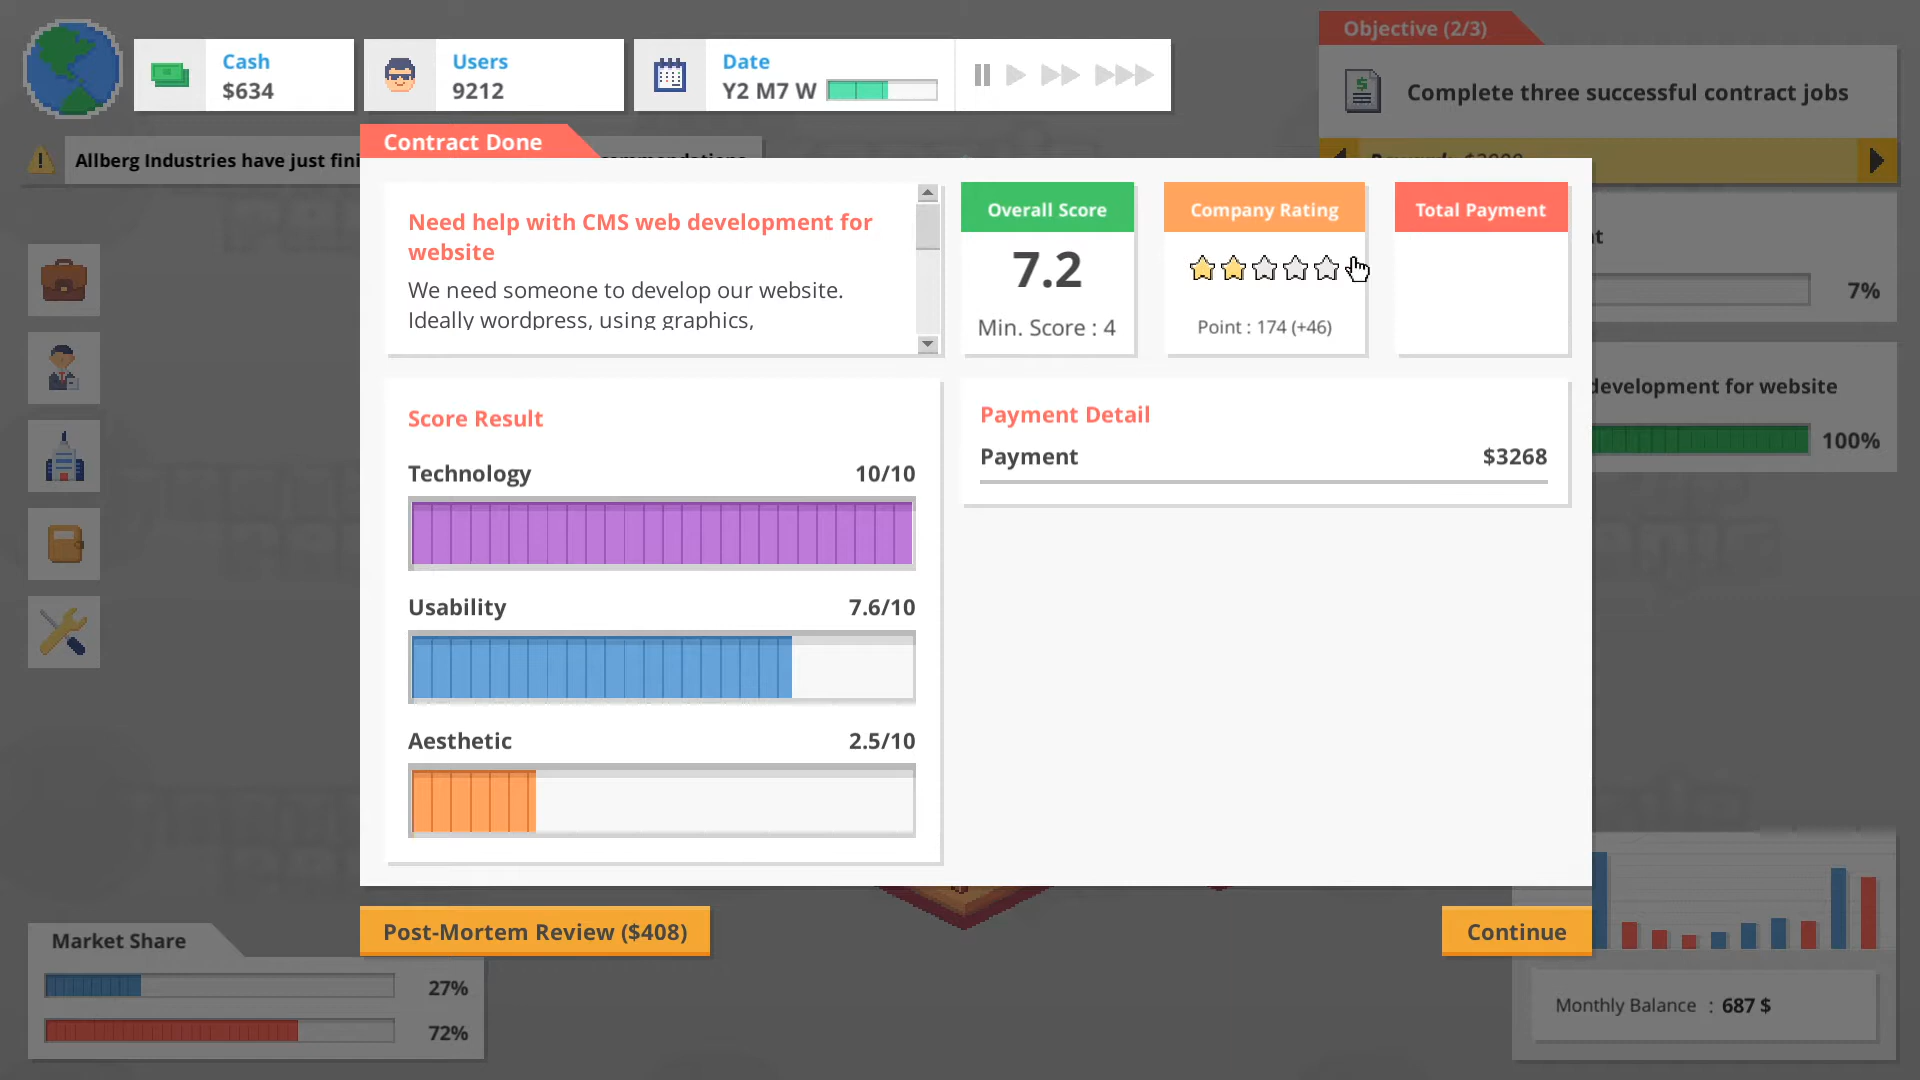 Cash
$634
Users
9212
Date
Y2 M7 W
Objective (2/3)
Complete three successful contract jobs
Allberg Industries have just fini
Contract Done
Need help with CMS web development for
website
We need someone to develop our website.
Ideally wordpress, using graphics,
Overall Score
7.2
Min. Score : 4
Company Rating
Point : 174 (+46)
Total Payment
7%
development for website
100%
Score Result
Technology 10/10
Usability 7.6/10
Aesthetic 2.5/10
Payment Detail
Payment $3268
Post-Mortem Review ($408)
Continue
Market Share
27%
72%
Monthly Balance : 687 $